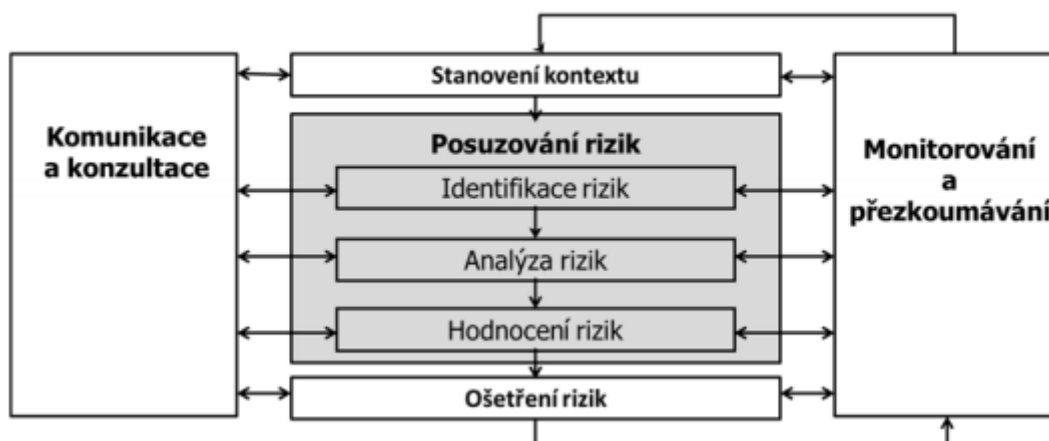 Komunikace
a konzultace
Stanovení kontextu
Posuzování rizik
Identifikace rizik
Analýza rizik
Hodnocení rizik
Ošetření rizik
Monitorování
a
přezkoumávání